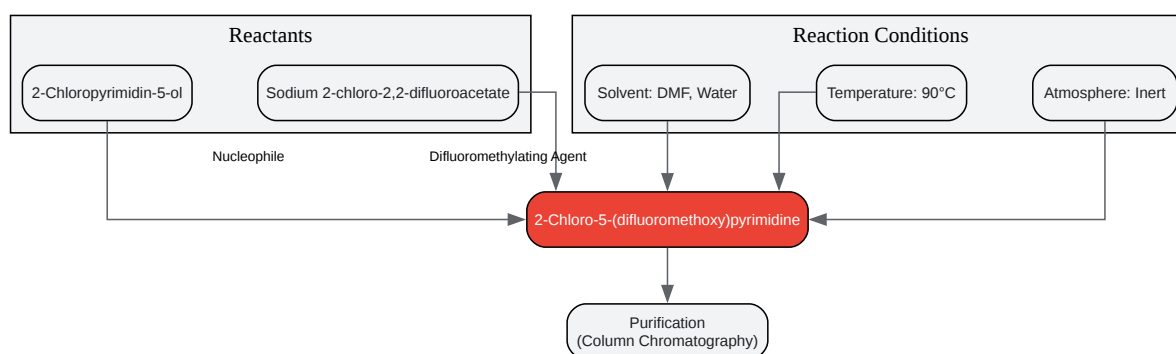 Reactants
Reaction Conditions
2-Chloropyrimidin-5-ol
Sodium 2-chloro-2,2-difluoroacetate
Solvent: DMF, Water
Temperature: 90°C
Atmosphere: Inert
Nucleophile
Difluoromethylating Agent
2-Chloro-5-(difluoromethoxy)pyrimidine
Purification
(Column Chromatography)